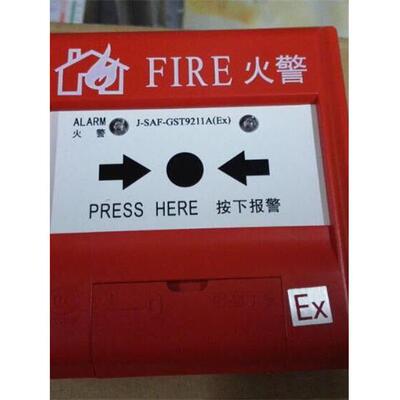 FIRE 火警
ALARM J-SAF-GST9211A(Ex)
火 警
PRESS HERE 按下报警
Ex